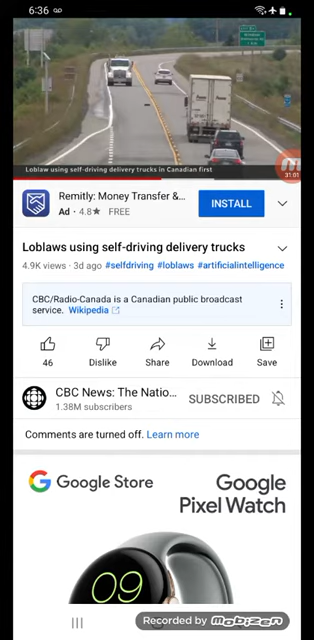 6:36
Loblaw using self-driving delivery trucks in Canadian first
31:01
Remitly: Money Transfer &...
Ad · 4.8★ FREE
INSTALL
Loblaws using self-driving delivery trucks
4.9K views · 3d ago #selfdriving #loblaws #artificialintelligence
CBC/Radio-Canada is a Canadian public broadcast
service. Wikipedia
46
Dislike
Share
Download
Save
CBC News: The Natio...
1.38M subscribers
SUBSCRIBED
Comments are turned off. Learn more
Google Store
Google
Pixel Watch
09
Recorded by mobizen